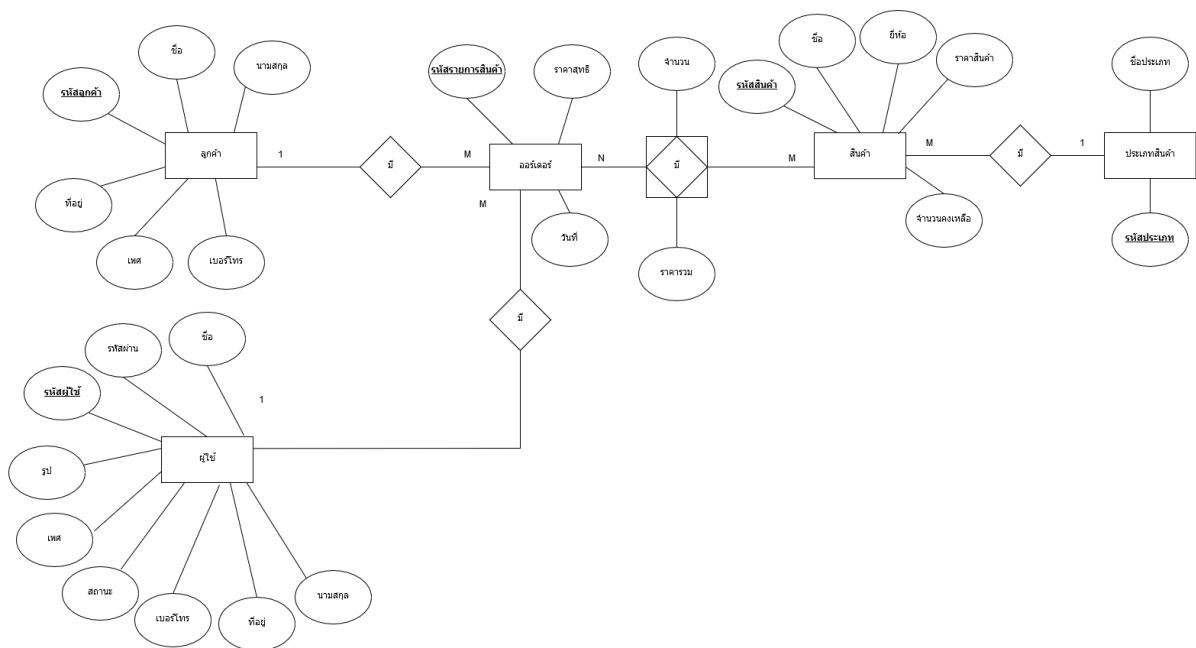 ชื่อ
นามสกุล
รหัสลูกค้า
ลูกค้า
ที่อยู่
เพศ
เบอร์โทร
1
มี
M
รหัสรายการสินค้า
ราคาสุทธิ
ออร์เดอร์
วันที่
M
N
จำนวน
มี
ราคารวม
M
รหัสสินค้า
ชื่อ
ยี่ห้อ
ราคาสินค้า
สินค้า
จำนวนคงเหลือ
M
มี
1
ชื่อประเภท
ประเภทสินค้า
รหัสประเภท
มี
1
ชื่อ
รหัสผ่าน
รหัสผู้ใช้
ผู้ใช้
รูป
เพศ
สถานะ
เบอร์โทร
ที่อยู่
นามสกุล